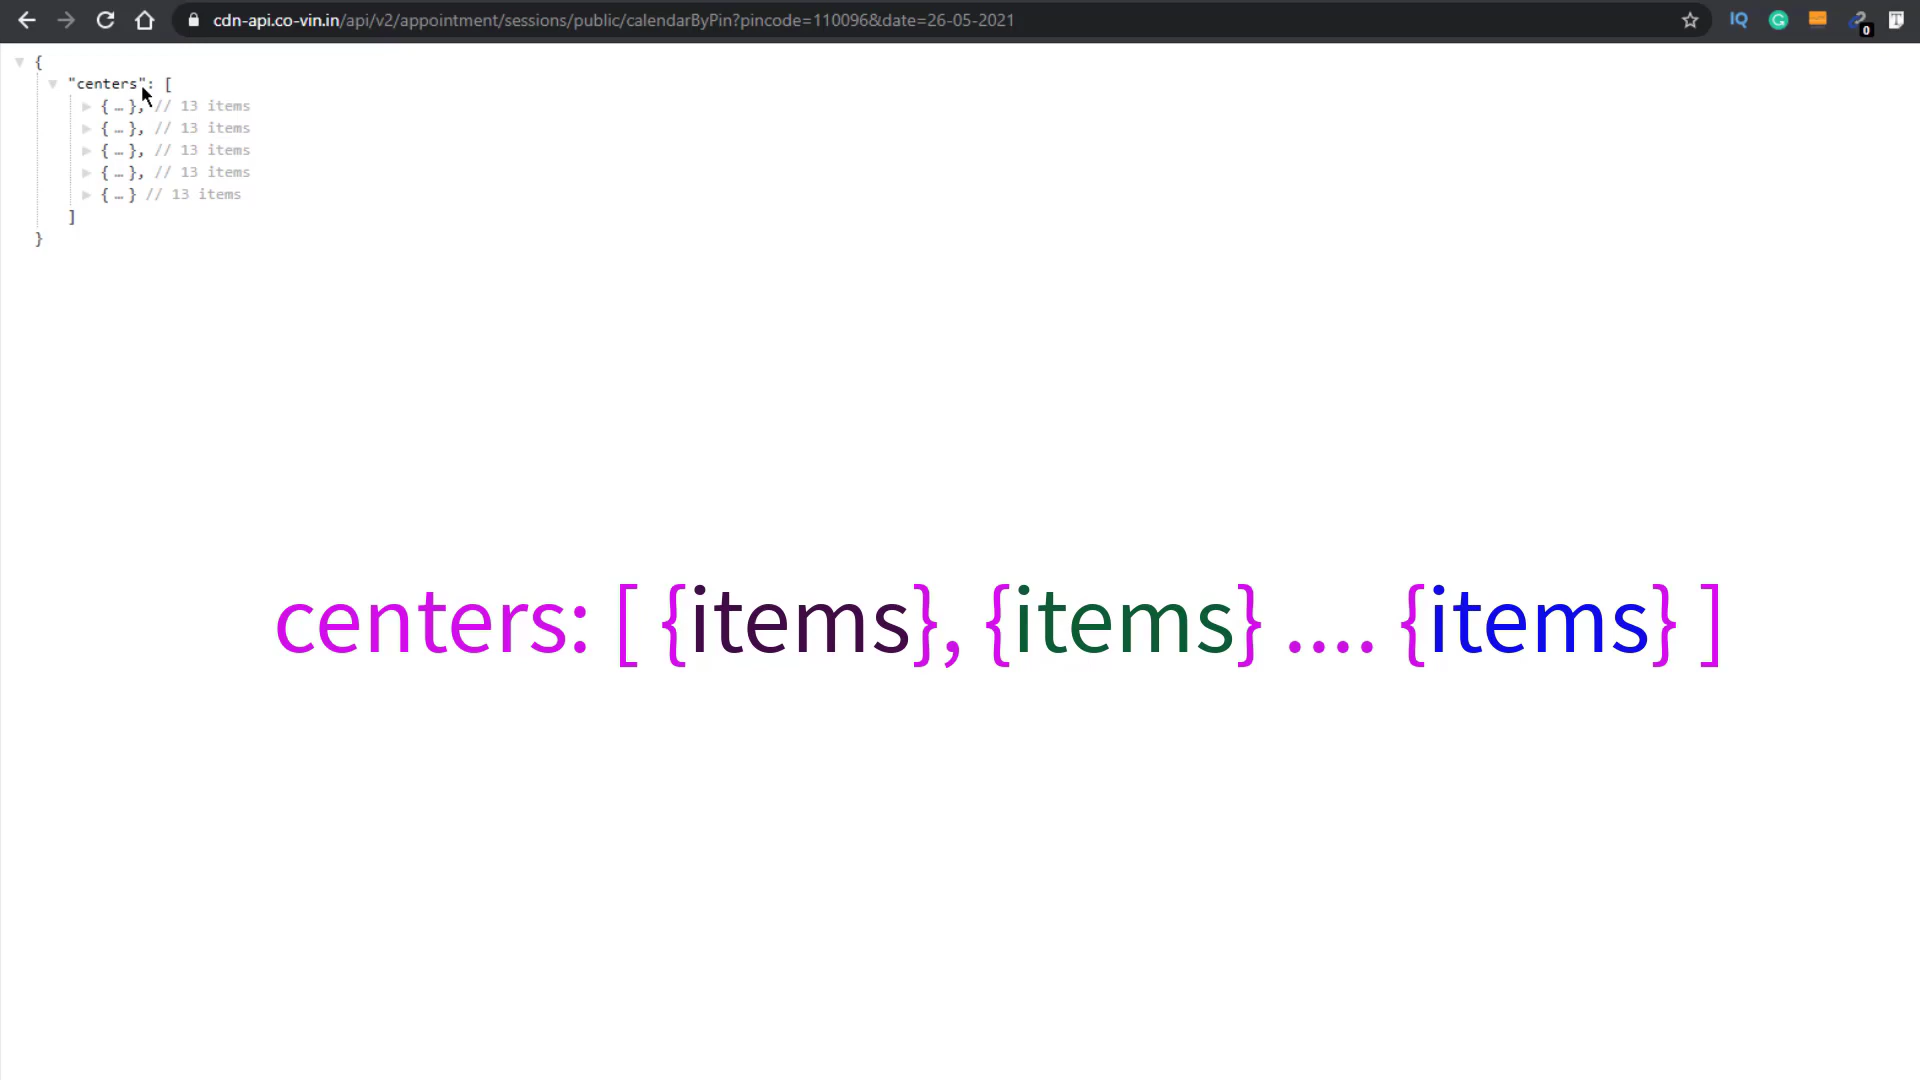 cdn-api.co-vin.in/api/v2/appointment/sessions/public/calendarByPin?pincode=110096&date=26-05-2021
IQ
G
0
T
{
"centers": [
{ … }, // 13 items
{ … }, // 13 items
{ … }, // 13 items
{ … }, // 13 items
{ … } // 13 items
]
}
centers: [ {items}, {items} .... {items} ]